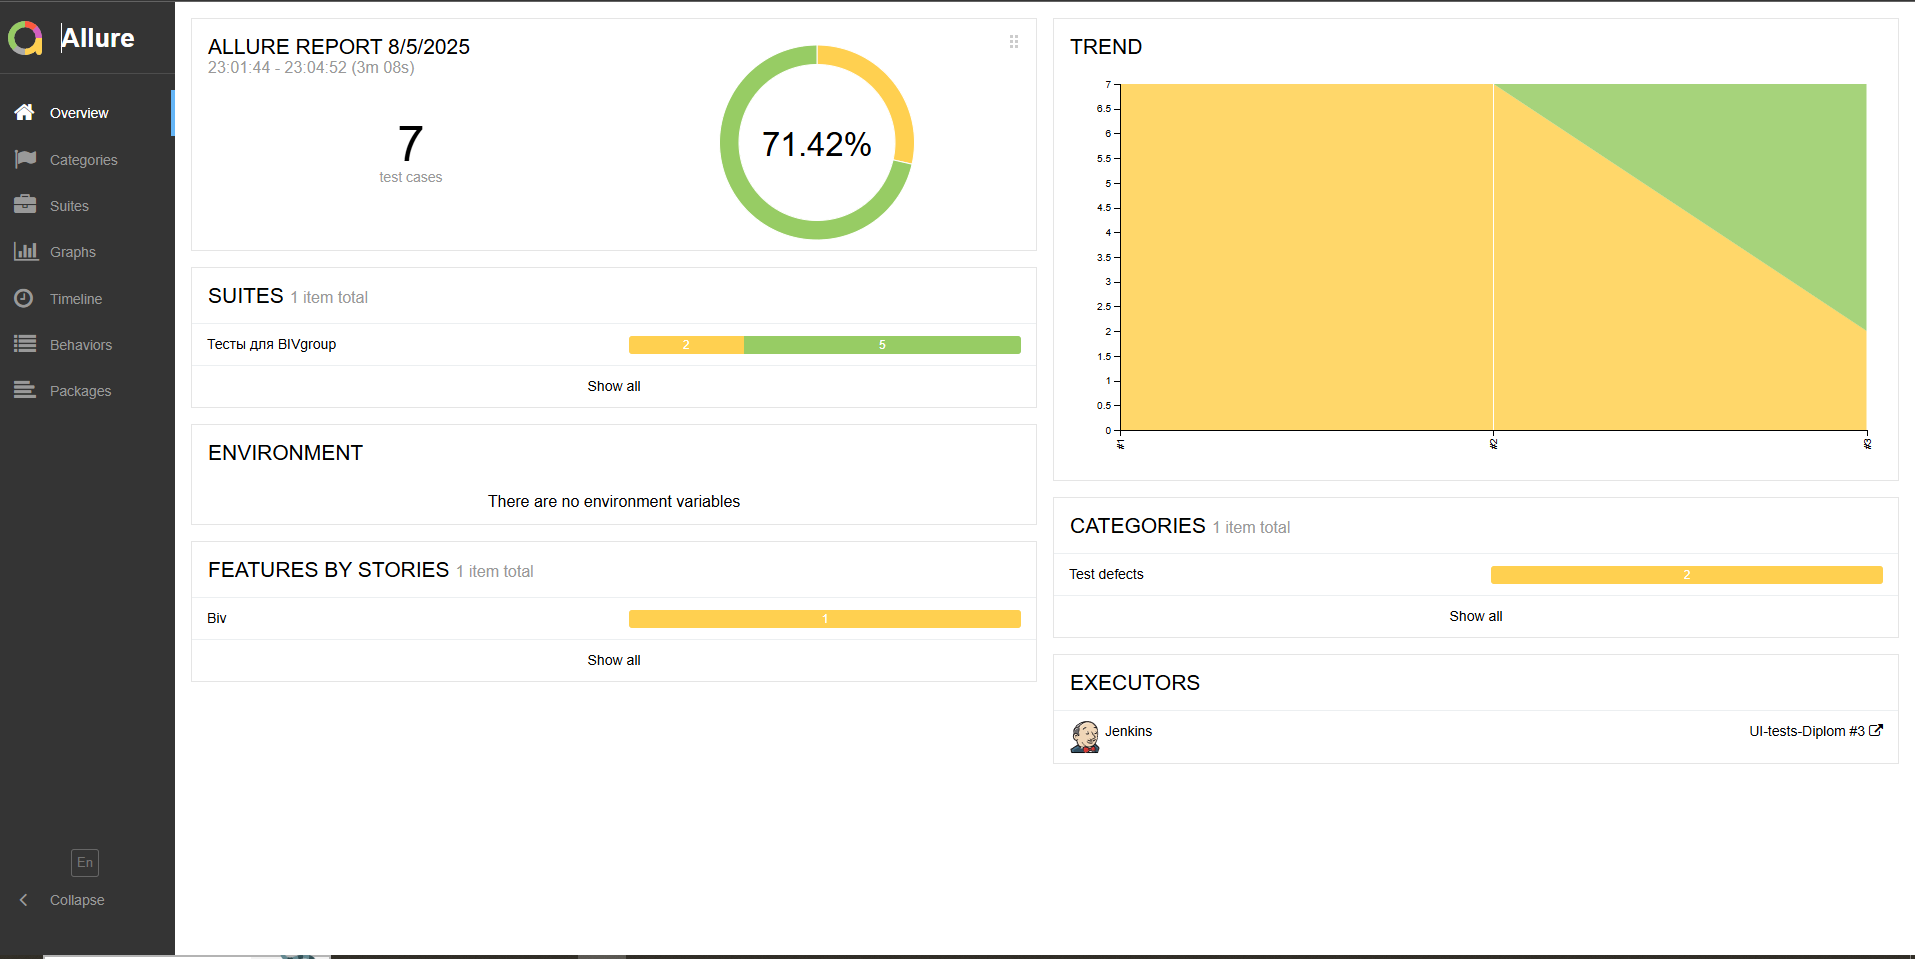 Allure
Overview
Categories
Suites
Graphs
Timeline
Behaviors
Packages
En
Collapse
ALLURE REPORT 8/5/2025
23:01:44 - 23:04:52 (3m 08s)
7
test cases
71.42%
SUITES 1 item total
Тесты для BIVgroup 2 5
Show all
ENVIRONMENT
There are no environment variables
FEATURES BY STORIES 1 item total
Biv 1
Show all
TREND
7
6.5
6
5.5
5
4.5
4
3.5
3
2.5
2
1.5
1
0.5
0
#1 #2 #3
CATEGORIES 1 item total
Test defects 2
Show all
EXECUTORS
Jenkins UI-tests-Diplom #3